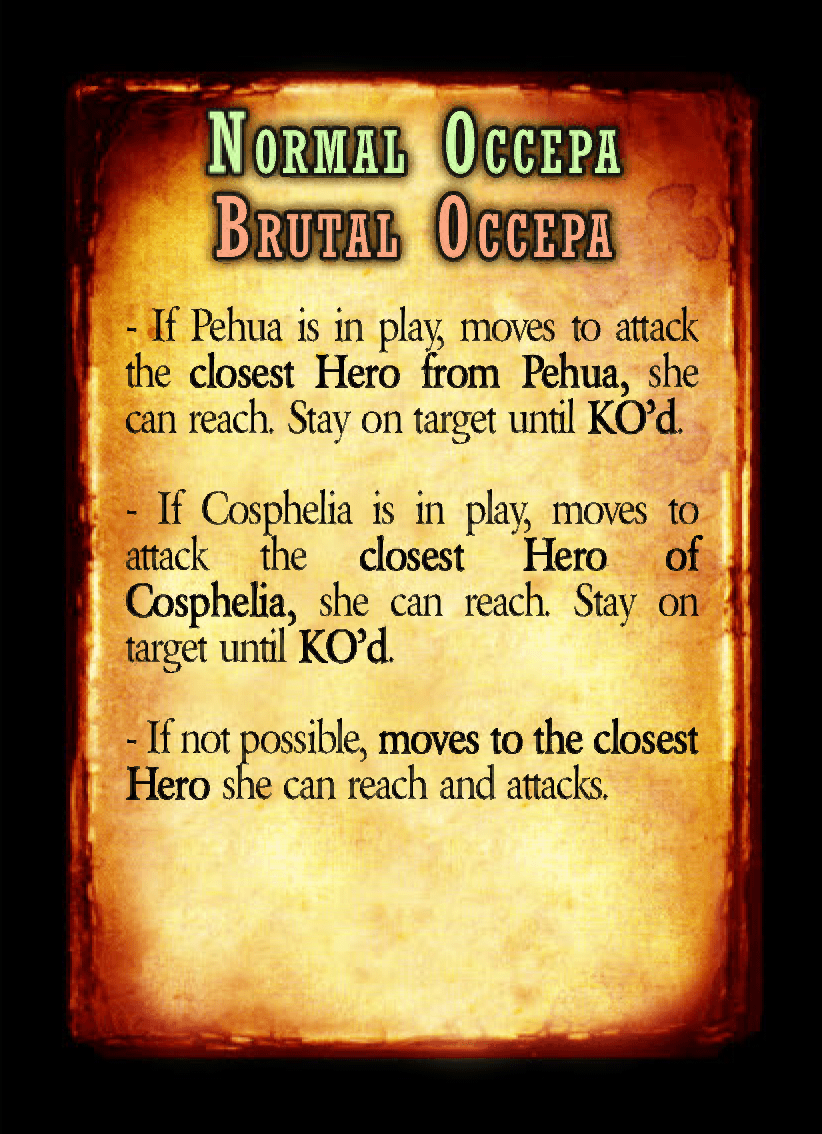 Normal Occepa
Brutal Occepa
- If Pehua is in play, moves to attack
the closest Hero from Pehua, she
can reach. Stay on target until KO’d.
- If Cosphelia is in play, moves to
attack the closest Hero of
Cosphelia, she can reach. Stay on
target until KO’d.
- If not possible, moves to the closest
Hero she can reach and attacks.